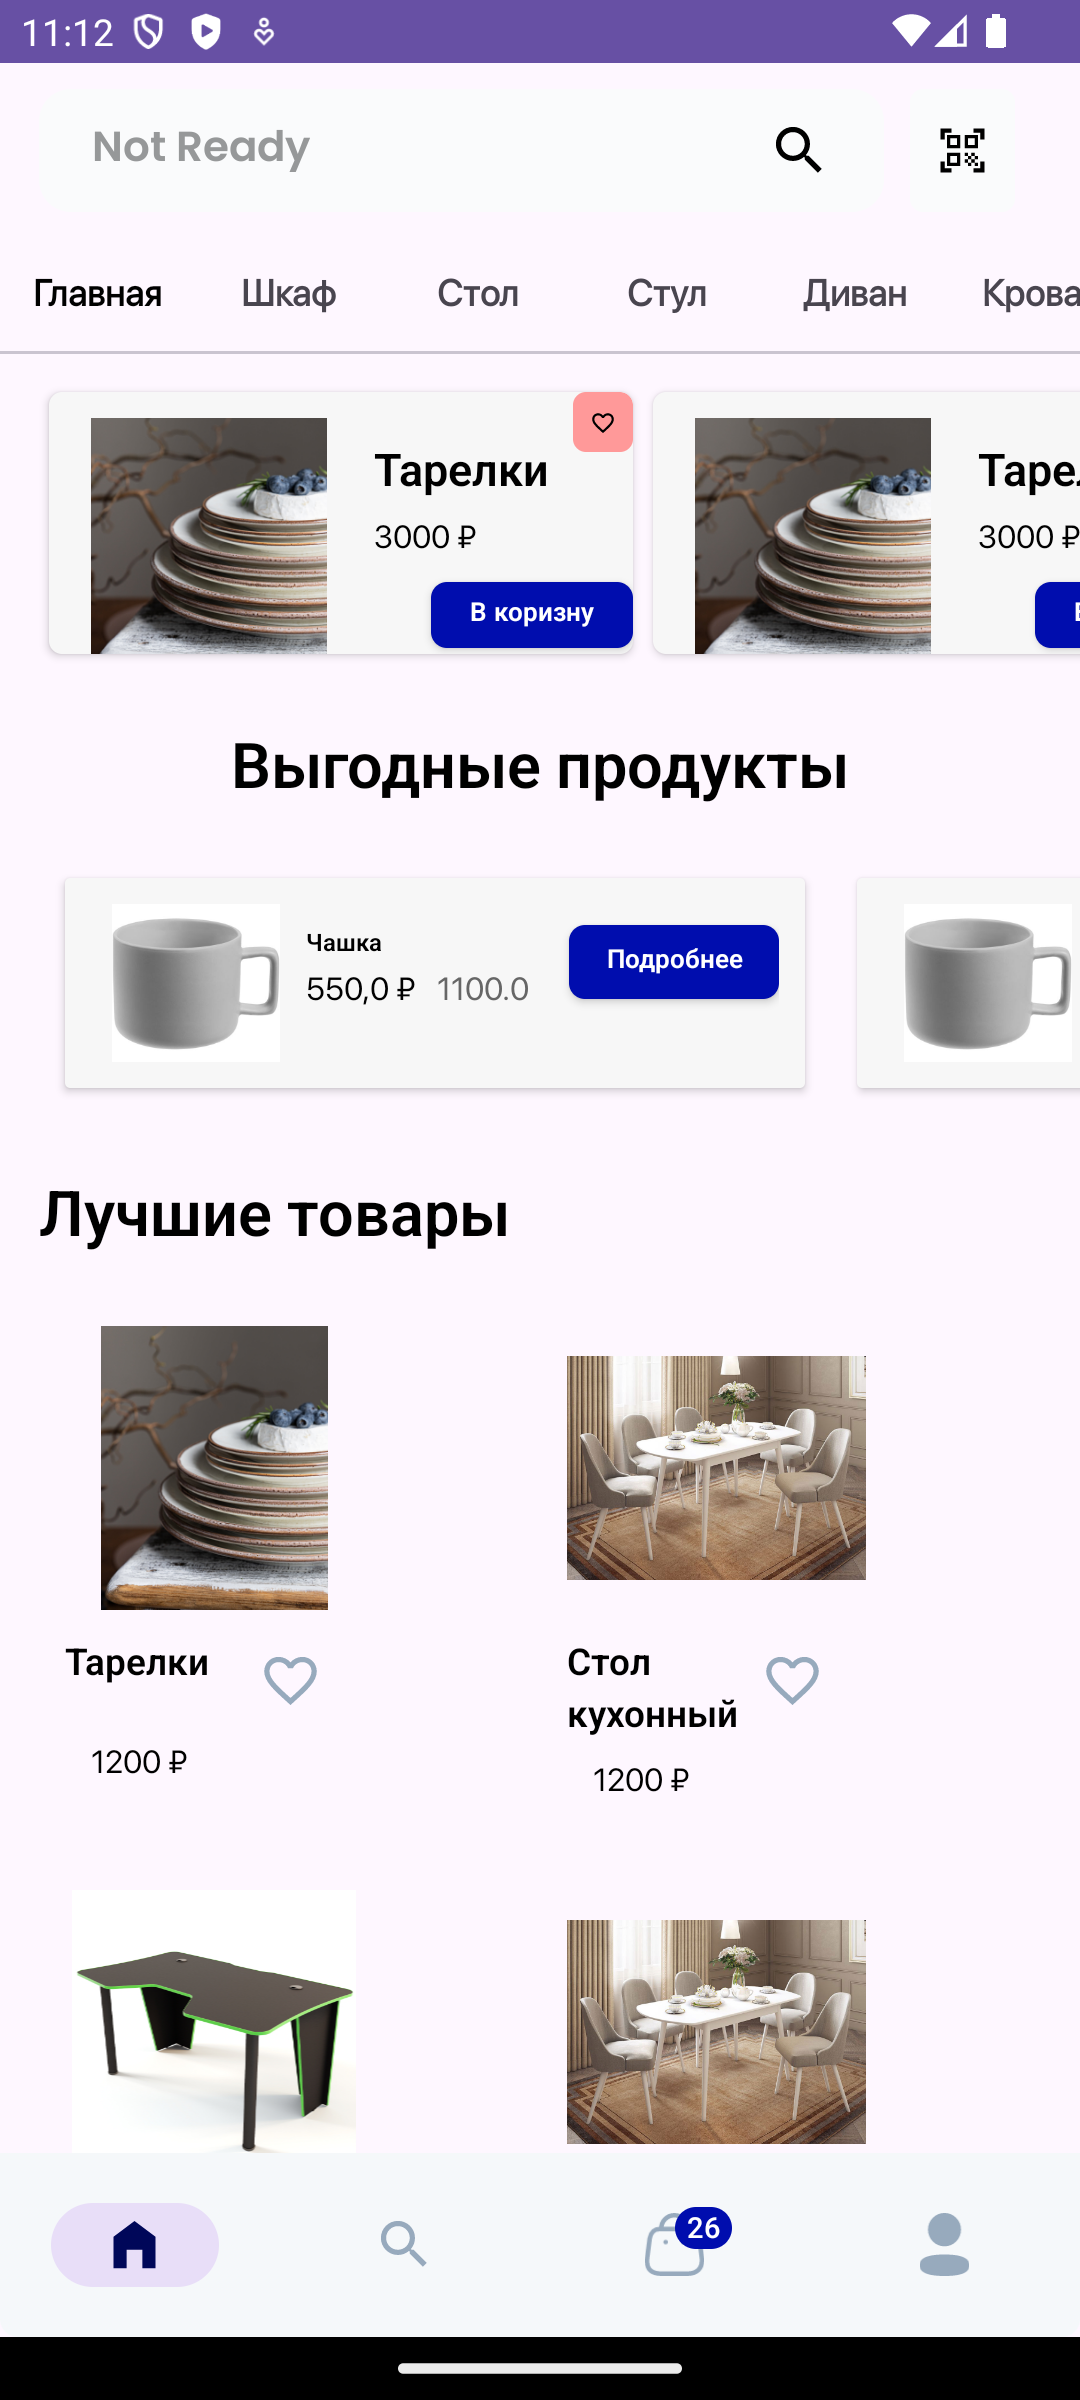 11:12
Not Ready
Главная Шкаф Стол Стул Диван Крова
Тарелки
3000 ₽
В коризну
Таре
3000 ₽
Выгодные продукты
Чашка
550,0 ₽ 1100.0
Подробнее
Лучшие товары
Тарелки
1200 ₽
Стол
кухонный
1200 ₽
26